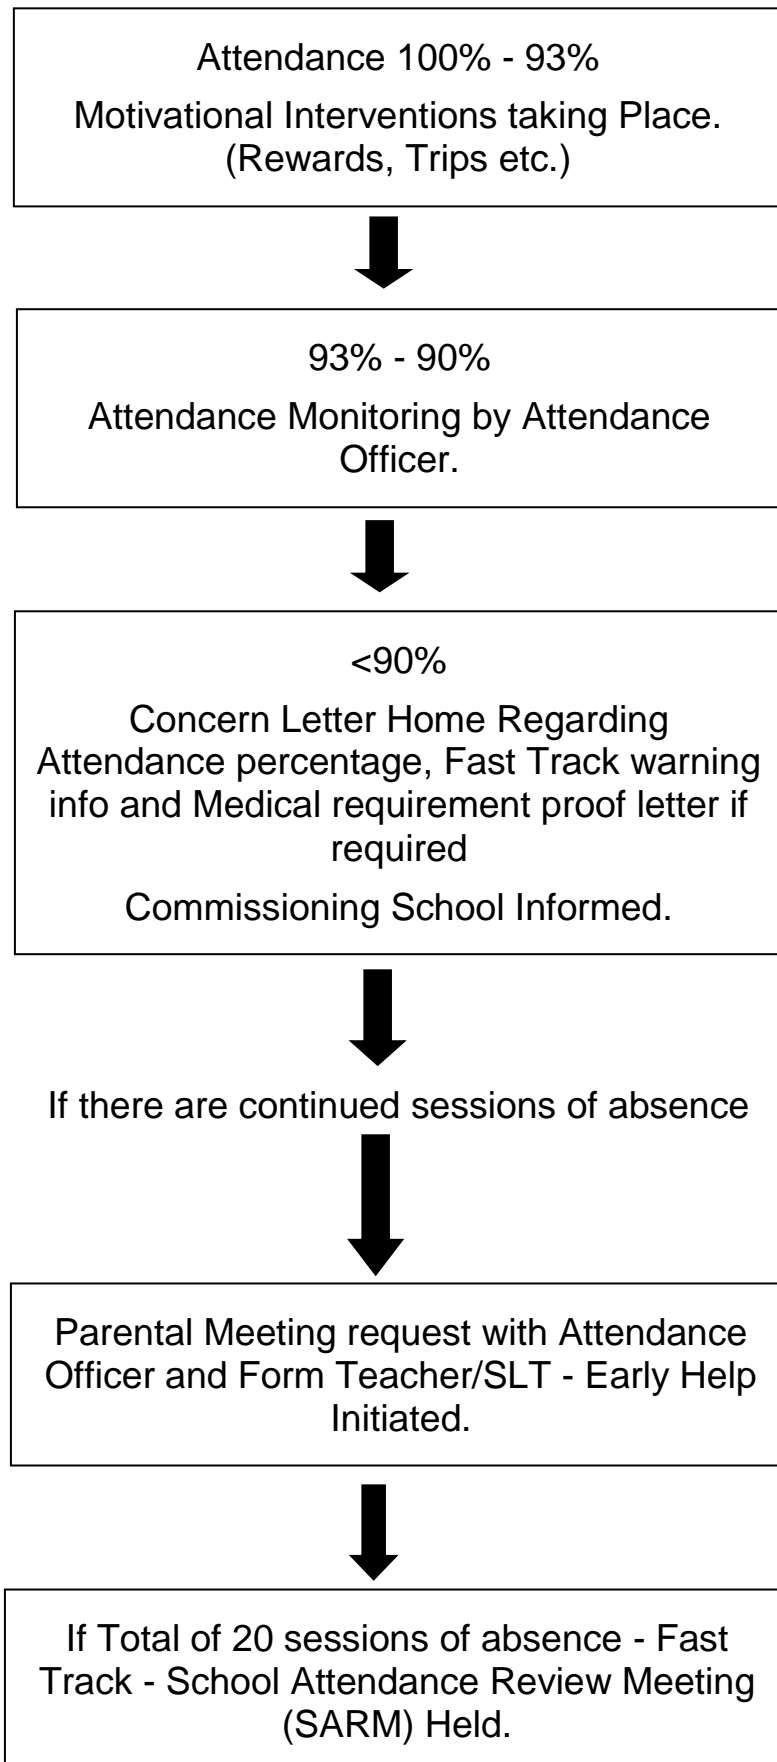 Attendance 100% - 93%
Motivational Interventions taking Place.
(Rewards, Trips etc.)
93% - 90%
Attendance Monitoring by Attendance
Officer.
<90%
Concern Letter Home Regarding
Attendance percentage, Fast Track warning
info and Medical requirement proof letter if
required
Commissioning School Informed.
If there are continued sessions of absence
Parental Meeting request with Attendance
Officer and Form Teacher/SLT - Early Help
Initiated.
If Total of 20 sessions of absence - Fast
Track - School Attendance Review Meeting
(SARM) Held.